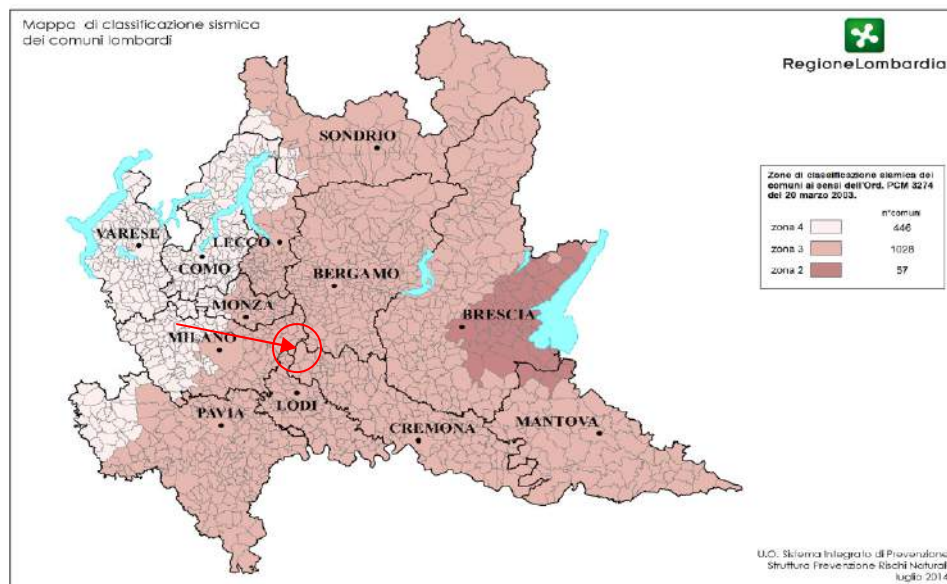 Mappa di classificazione sismica
dei comuni lombardi
RegioneLombardia
SONDRIO
Zone di classificazione sismica dei
comuni ai sensi dell'Ord. PCM 3274
del 20 marzo 2003.
n°comuni
zona 4 446
zona 3 1028
zona 2 57
VARESE
LECCO
COMO
BERGAMO
MONZA
BRESCIA
MILANO
LODI
PAVIA
MANTOVA
CREMONA
U.O. Sistema Integrato di Prevenzione
Struttura Prevenzione Rischi Naturali
luglio 2014